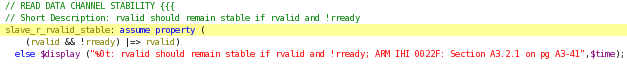 // READ DATA CHANNEL STABILITY {{{
// Short Description: rvalid should remain stable if rvalid and !rready
slave_r_rvalid_stable: assume property (
(rvalid && !rready) |=> rvalid)
else $display ("%0t: rvalid should remain stable if rvalid and !rready; ARM IHI 0022F: Section A3.2.1 on pg A3-41",$time);